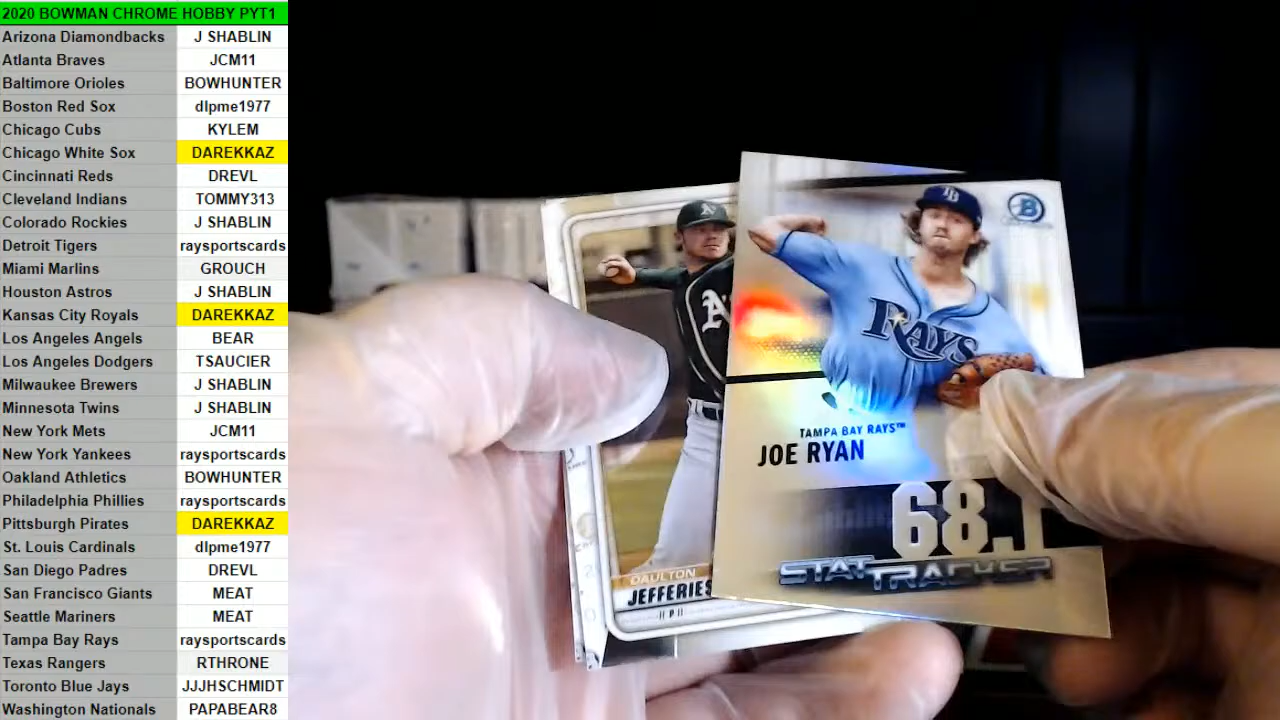 2020 BOWMAN CHROME HOBBY PYT1
Arizona Diamondbacks J SHABLIN
Atlanta Braves JCM11
Baltimore Orioles BOWHUNTER
Boston Red Sox dlpme1977
Chicago Cubs KYLEM
Chicago White Sox DAREKKAZ
Cincinnati Reds DREVL
Cleveland Indians TOMMY313
Colorado Rockies J SHABLIN
Detroit Tigers raysportscards
Miami Marlins GROUCH
Houston Astros J SHABLIN
Kansas City Royals DAREKKAZ
Los Angeles Angels BEAR
Los Angeles Dodgers TSAUCIER
Milwaukee Brewers J SHABLIN
Minnesota Twins J SHABLIN
New York Mets JCM11
New York Yankees raysportscards
Oakland Athletics BOWHUNTER
Philadelphia Phillies raysportscards
Pittsburgh Pirates DAREKKAZ
St. Louis Cardinals dlpme1977
San Diego Padres DREVL
San Francisco Giants MEAT
Seattle Mariners MEAT
Tampa Bay Rays raysportscards
Texas Rangers RTHRONE
Toronto Blue Jays JJJHSCHMIDT
Washington Nationals PAPABEAR8
DAULTON
JEFFERIES
P
B
TB
RAYS
TAMPA BAY RAYS™
JOE RYAN
68.1
STAT TRACKER